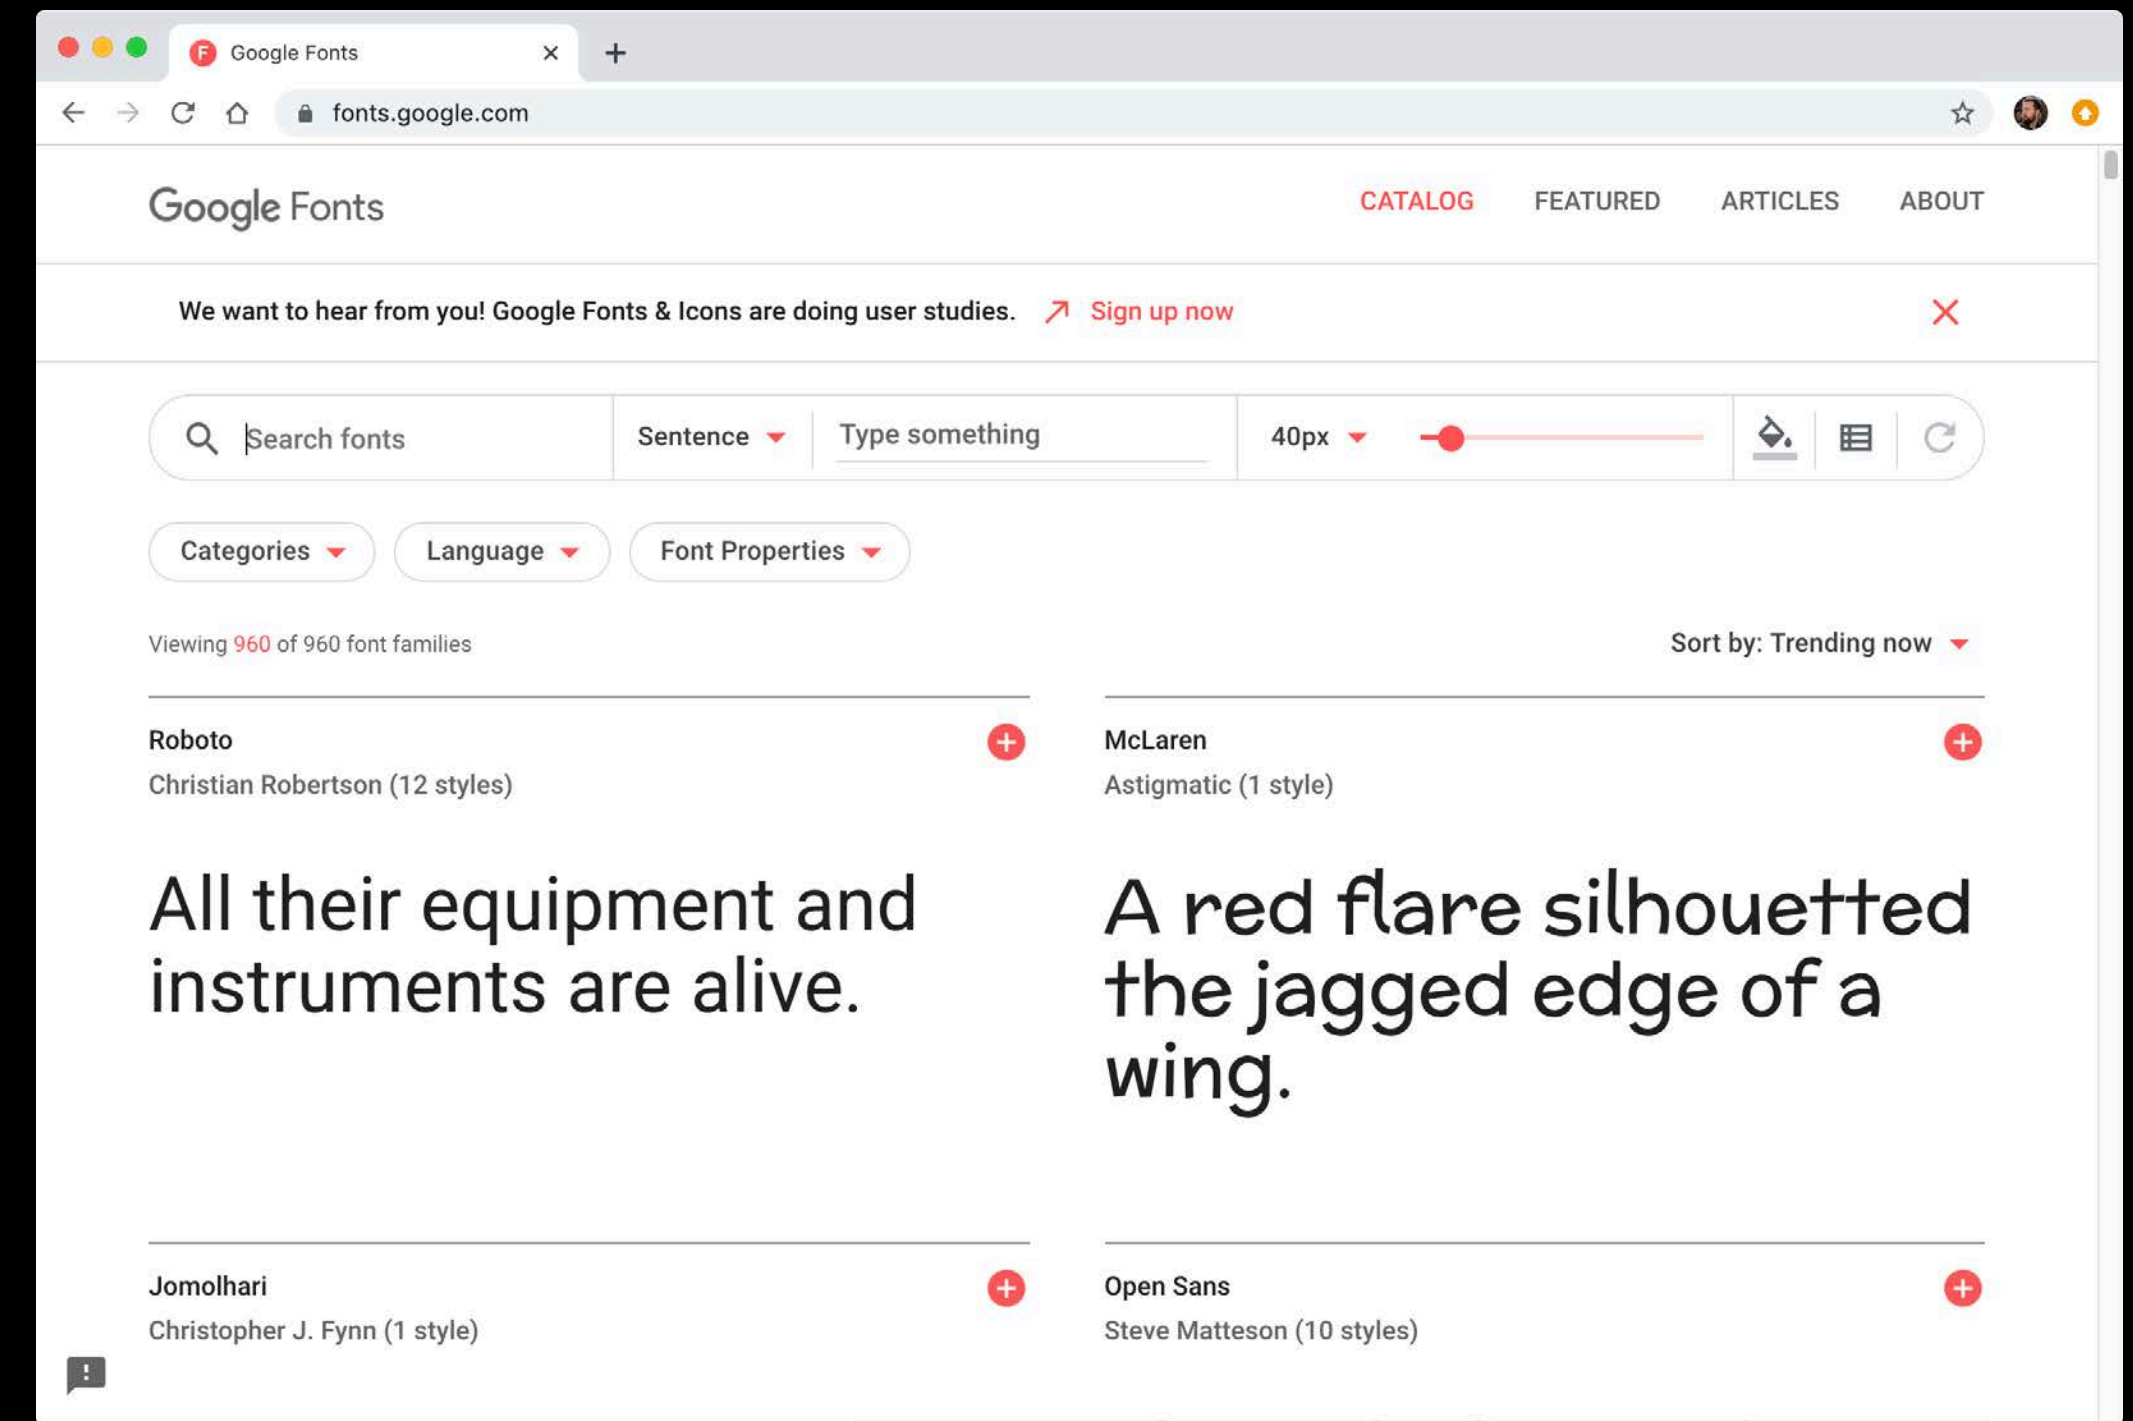 Google Fonts
fonts.google.com
Google Fonts
CATALOG FEATURED ARTICLES ABOUT
We want to hear from you! Google Fonts & Icons are doing user studies. Sign up now
Search fonts Sentence Type something 40px
Categories Language Font Properties
Viewing 960 of 960 font families Sort by: Trending now
Roboto
Christian Robertson (12 styles)
All their equipment and
instruments are alive.
McLaren
Astigmatic (1 style)
A red flare silhouetted
the jagged edge of a
wing.
Jomolhari
Christopher J. Fynn (1 style)
Open Sans
Steve Matteson (10 styles)